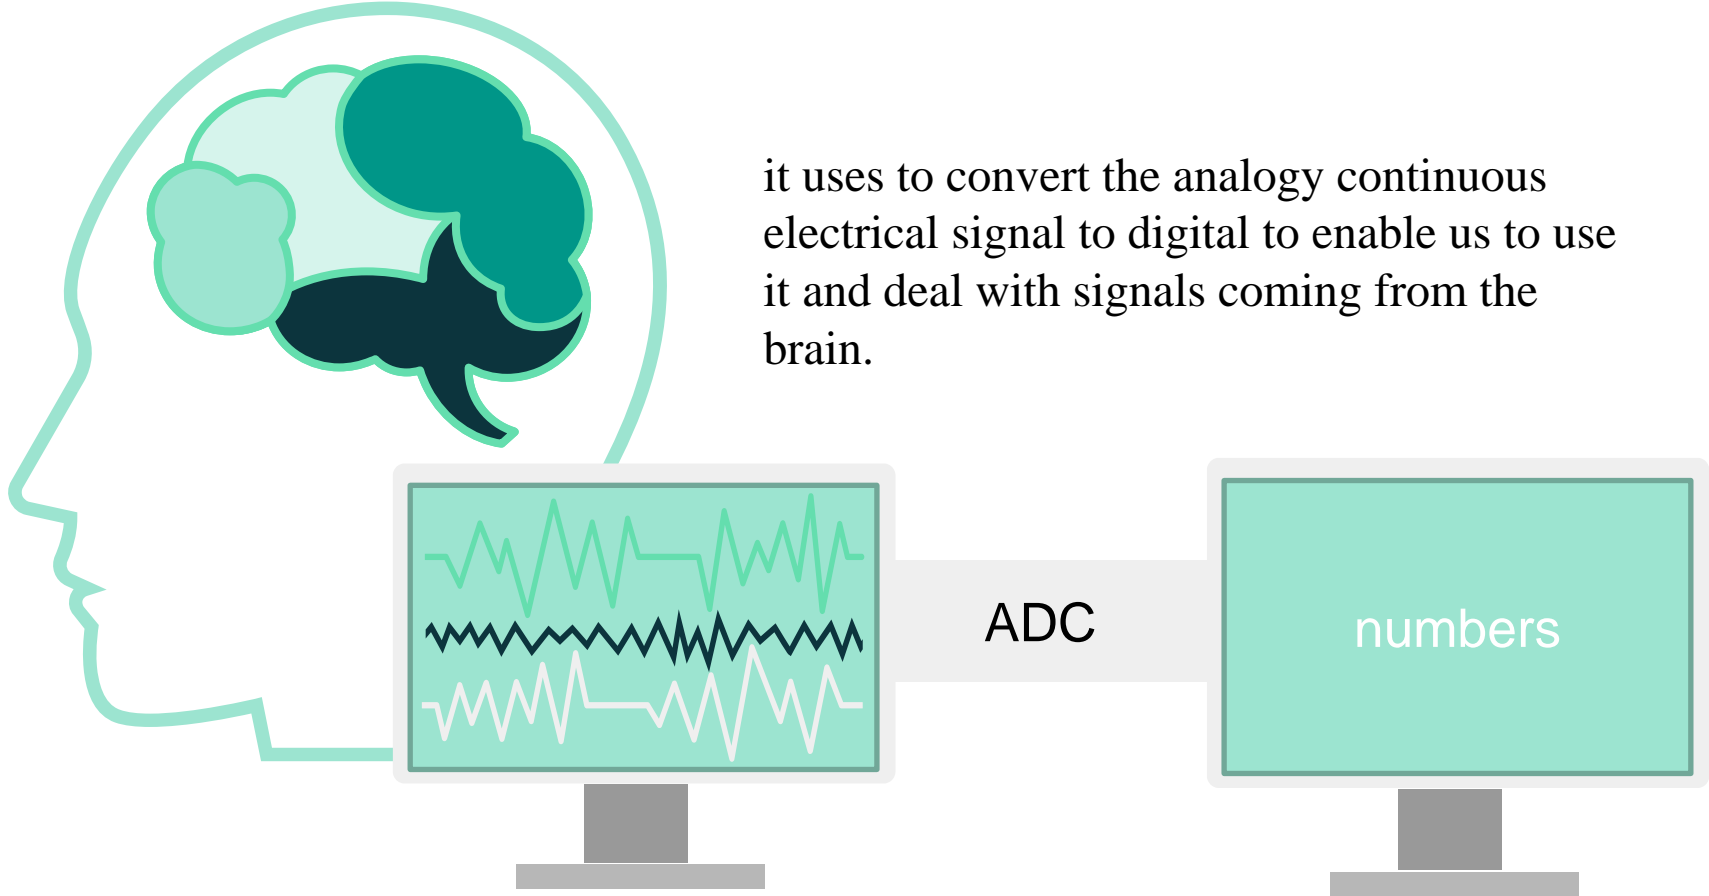 it uses to convert the analogy continuous
electrical signal to digital to enable us to use
it and deal with signals coming from the
brain.
ADC
numbers